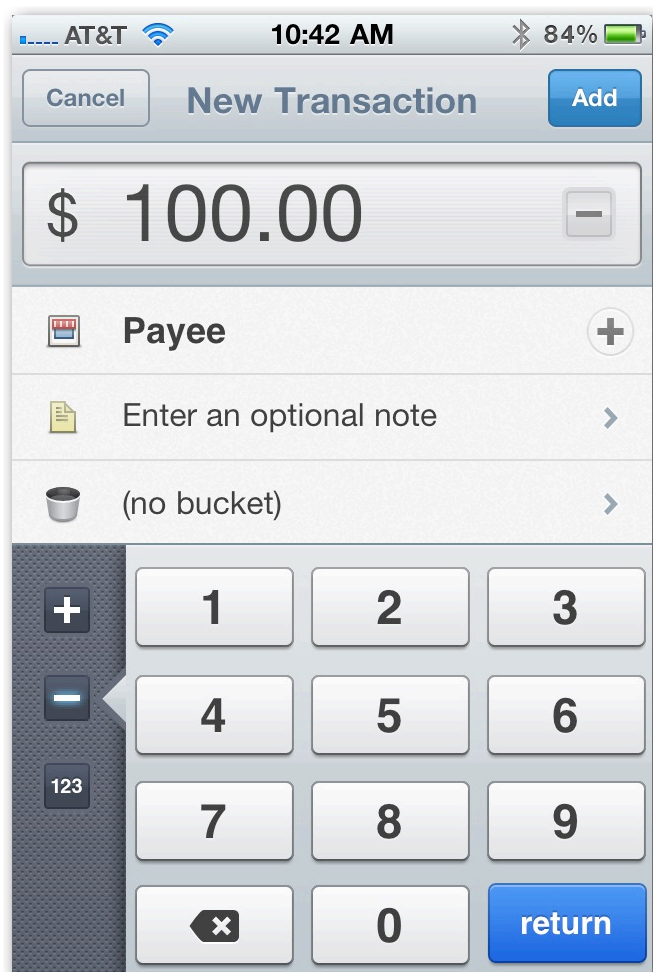 AT&T 10:42 AM 84%
Cancel New Transaction Add
$ 100.00 −
Payee +
Enter an optional note
(no bucket)
+ 1 2 3
− 4 5 6
123 7 8 9
0 return